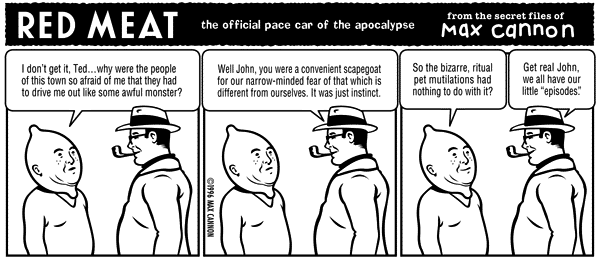 RED MEAT
the official pace car of the apocalypse
from the secret files of
Max cannon
I don't get it, Ted...why were the people
of this town so afraid of me that they had
to drive me out like some awful monster?
Well John, you were a convenient scapegoat
for our narrow-minded fear of that which is
different from ourselves. It was just instinct.
©1996 MAX CANNON
So the bizarre, ritual
pet mutilations had
nothing to do with it?
Get real John,
we all have our
little “episodes.”